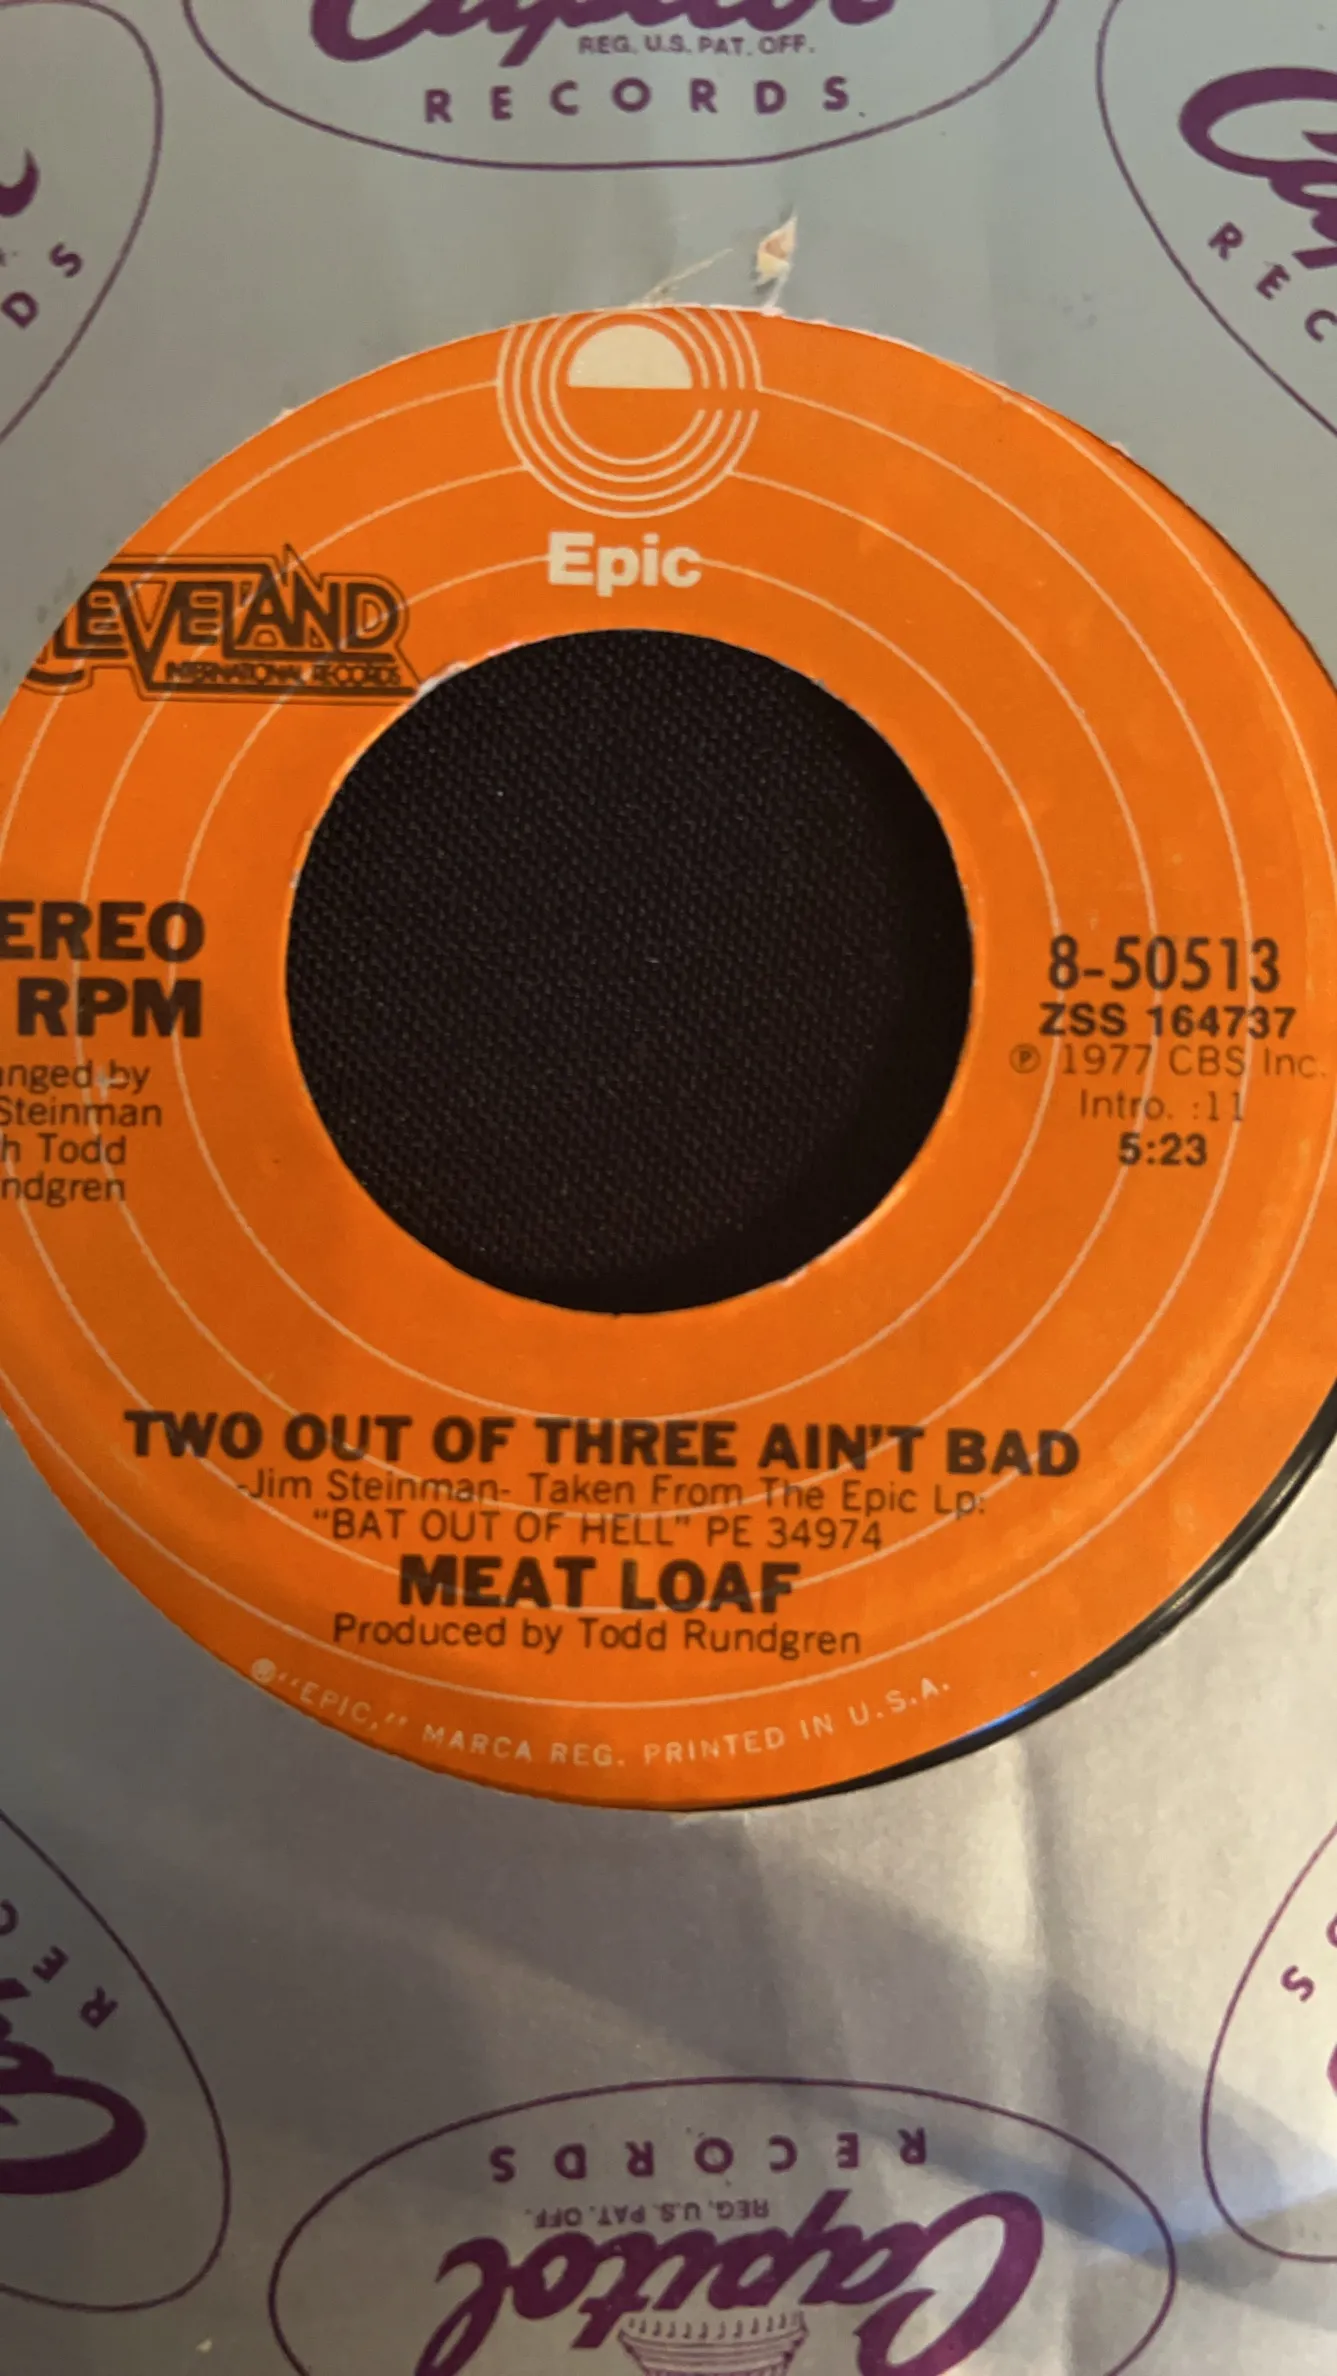 Capitol
REG. U.S. PAT. OFF.
RECORDS
RECORDS
Epic
CLEVELAND
INTERNATIONAL RECORDS
EREO
RPM
anged by
Steinman
h Todd
ndgren
8-50513
ZSS 164737
℗ 1977 CBS Inc.
Intro. :11
5:23
TWO OUT OF THREE AIN'T BAD
-Jim Steinman- Taken From The Epic Lp:
"BAT OUT OF HELL" PE 34974
MEAT LOAF
Produced by Todd Rundgren
"EPIC," MARCA REG. PRINTED IN U.S.A.
RECORDS
REG. U.S. PAT. OFF.
Capitol